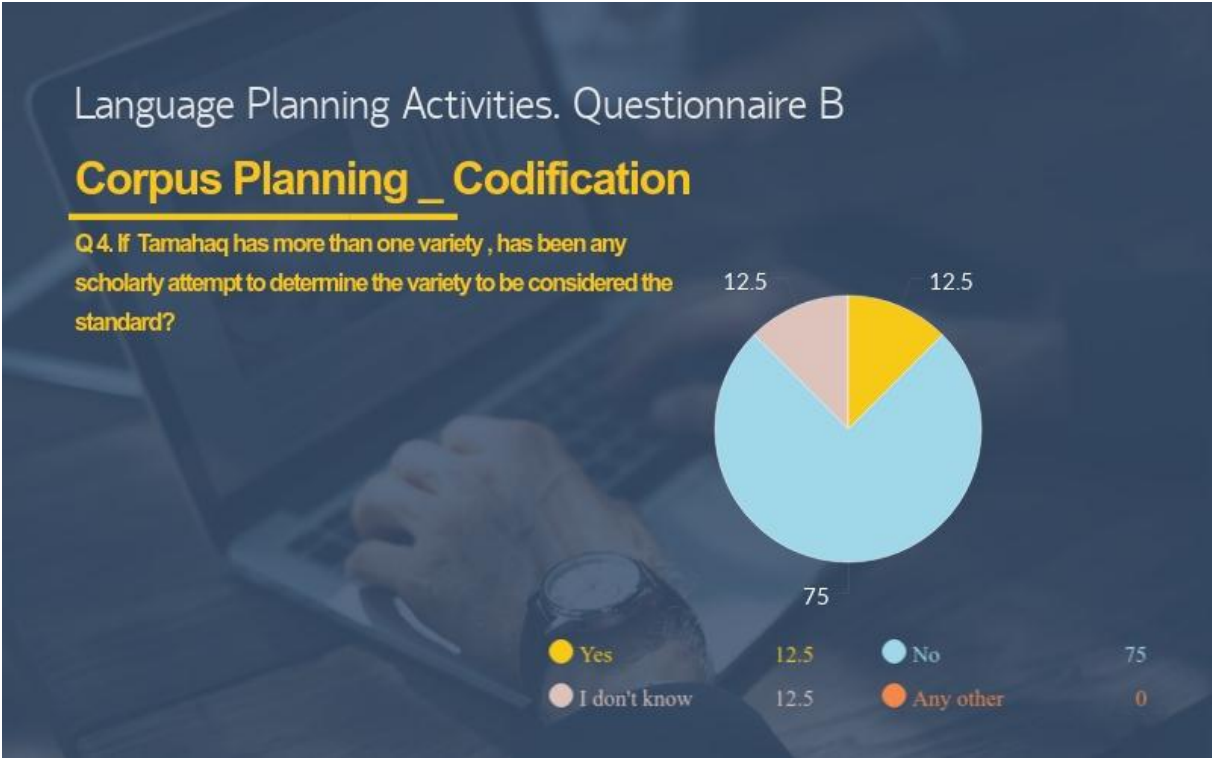 Language Planning Activities. Questionnaire B
Corpus Planning _ Codification
Q 4. If Tamahaq has more than one variety , has been any
scholarly attempt to determine the variety to be considered the
standard?
12.5 12.5
75
Yes 12.5 No 75
I don't know 12.5 Any other 0